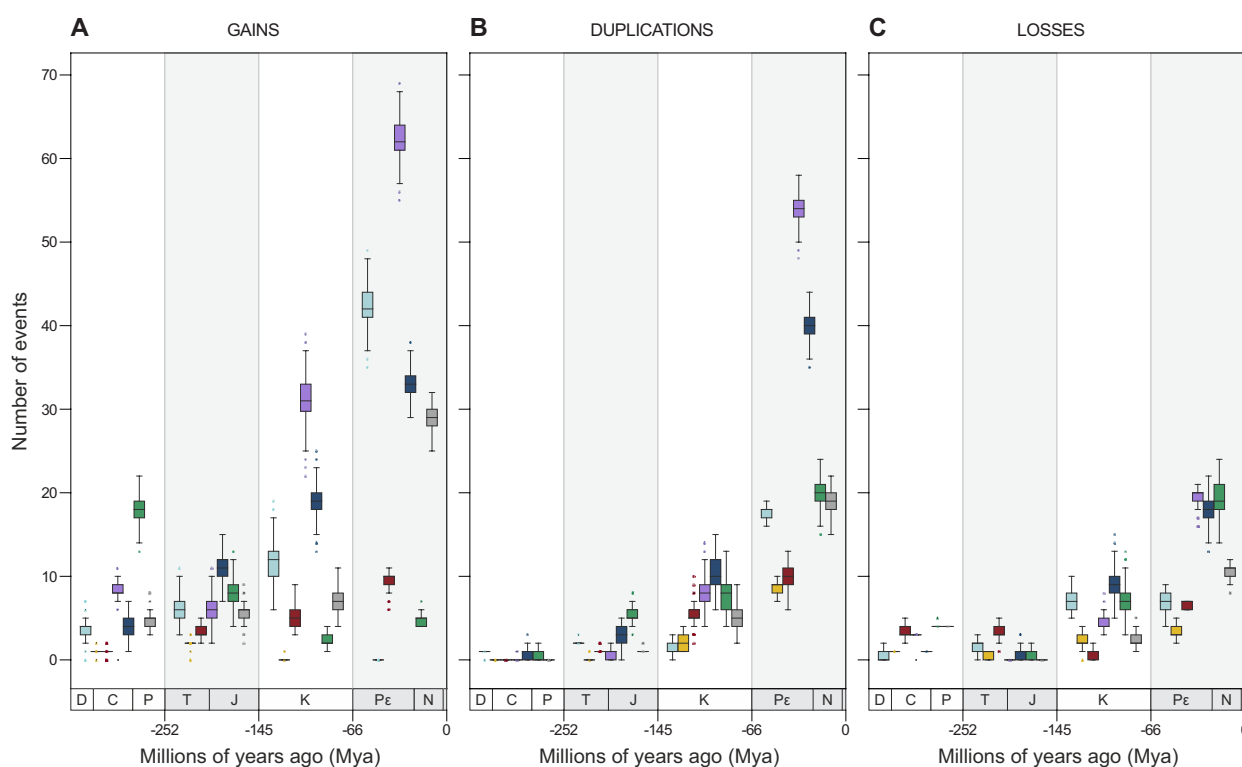 A GAINS B DUPLICATIONS C LOSSES
70
60
50
40
30
20
10
0
Number of events
D C P T J K Pε N D C P T J K Pε N D C P T J K Pε N
-252 -145 -66 0 -252 -145 -66 0 -252 -145 -66 0
Millions of years ago (Mya) Millions of years ago (Mya) Millions of years ago (Mya)